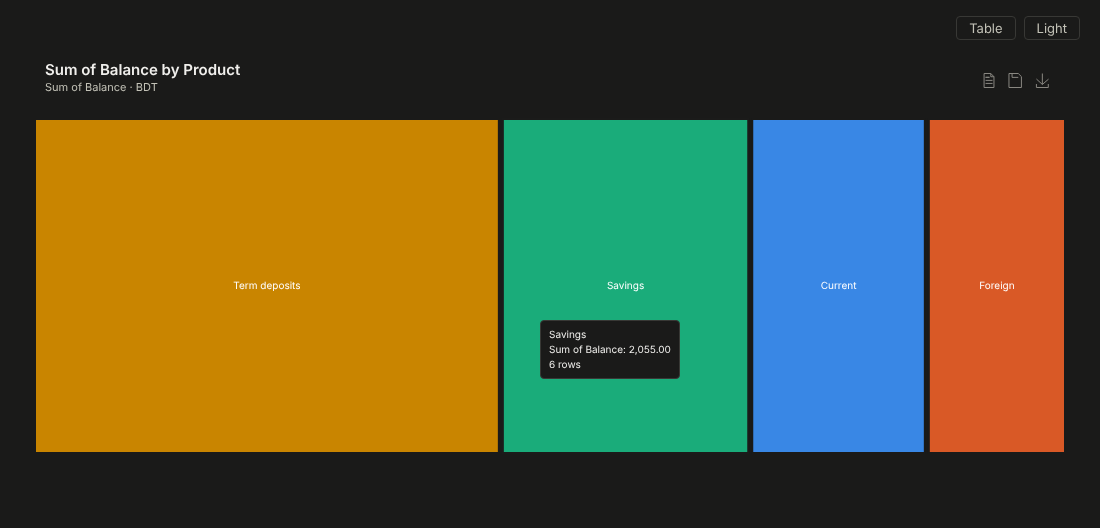 Table
Light
Sum of Balance by Product
Sum of Balance · BDT
Term deposits
Savings
Current
Foreign
Savings
Sum of Balance: 2,055.00
6 rows